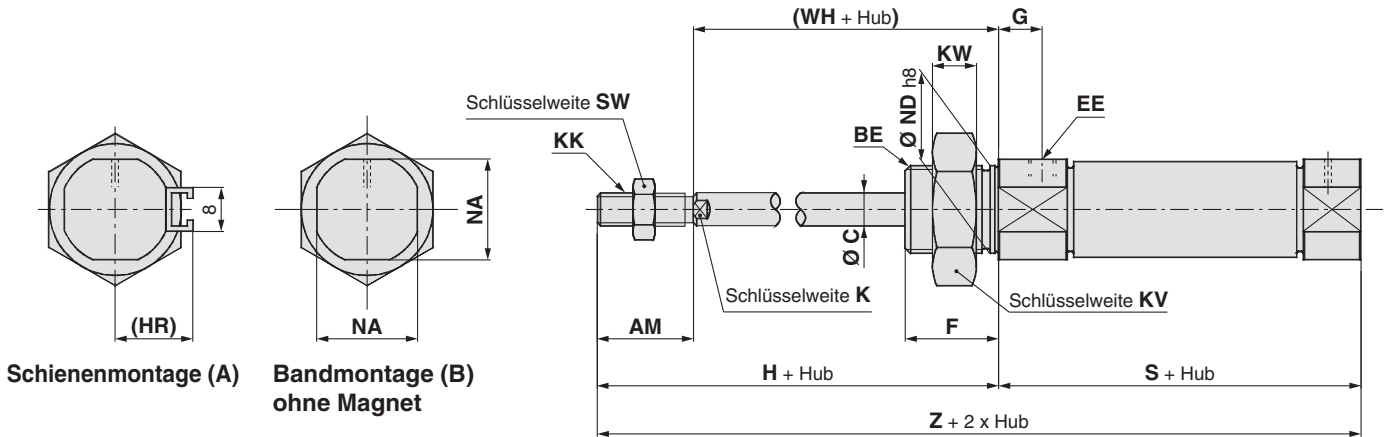 (WH + Hub)
G
KW
Ø ND h8
EE
Schlüsselweite SW
KK
BE
8
NA
Ø C
Schlüsselweite K
Schlüsselweite KV
(HR)
NA
AM
F
Schienenmontage (A)
Bandmontage (B)
ohne Magnet
H + Hub
S + Hub
Z + 2 x Hub